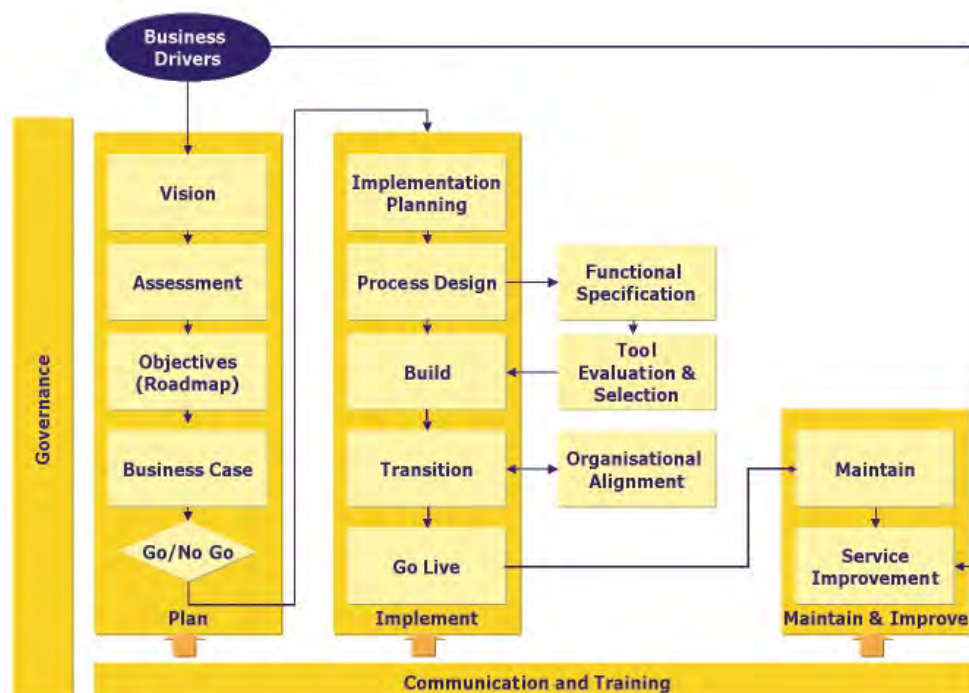 Business
Drivers
Governance
Vision
Assessment
Objectives
(Roadmap)
Business Case
Go/No Go
Plan
Implementation
Planning
Process Design
Build
Transition
Go Live
Implement
Functional
Specification
Tool
Evaluation &
Selection
Organisational
Alignment
Maintain
Service
Improvement
Maintain & Improve
Communication and Training